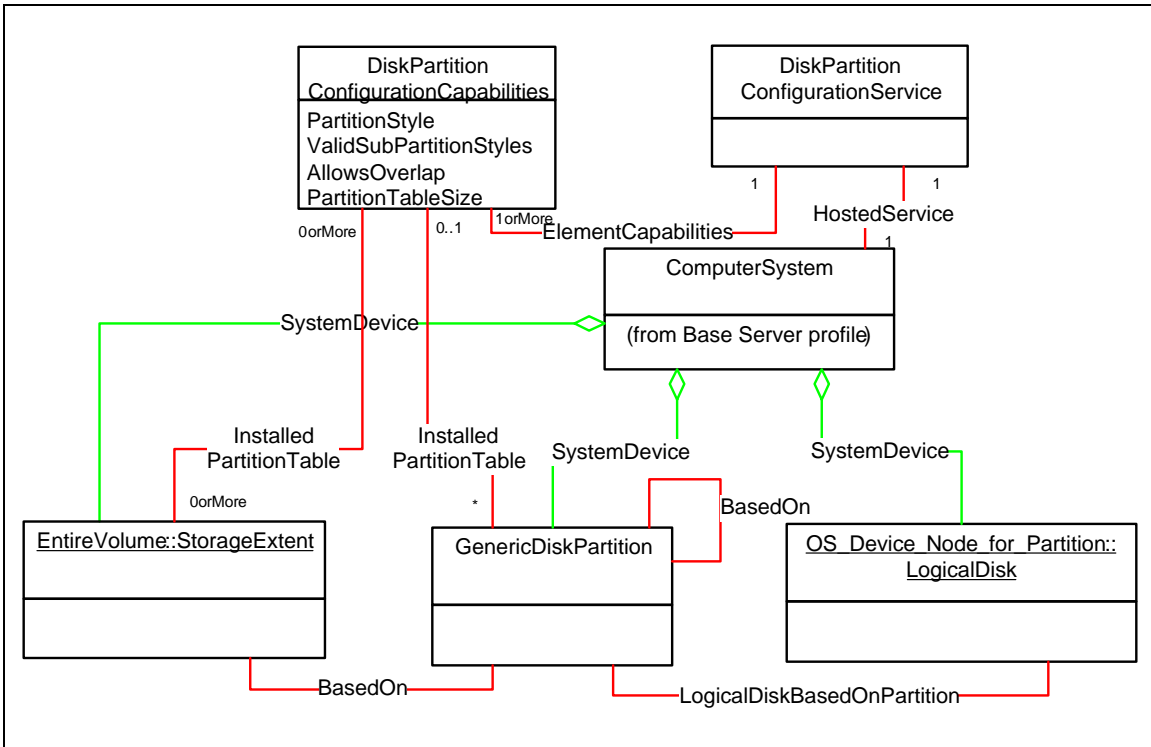 DiskPartition
ConfigurationCapabilities
PartitionStyle
ValidSubPartitionStyles
AllowsOverlap
PartitionTableSize
DiskPartition
ConfigurationService
0orMore
0..1
1orMore
1
1
ElementCapabilities
HostedService
1
ComputerSystem
(from Base Server profile)
SystemDevice
Installed
PartitionTable
Installed
PartitionTable
SystemDevice
SystemDevice
0orMore
*
BasedOn
EntireVolume::StorageExtent
GenericDiskPartition
OS_Device_Node_for_Partition::
LogicalDisk
BasedOn
LogicalDiskBasedOnPartition